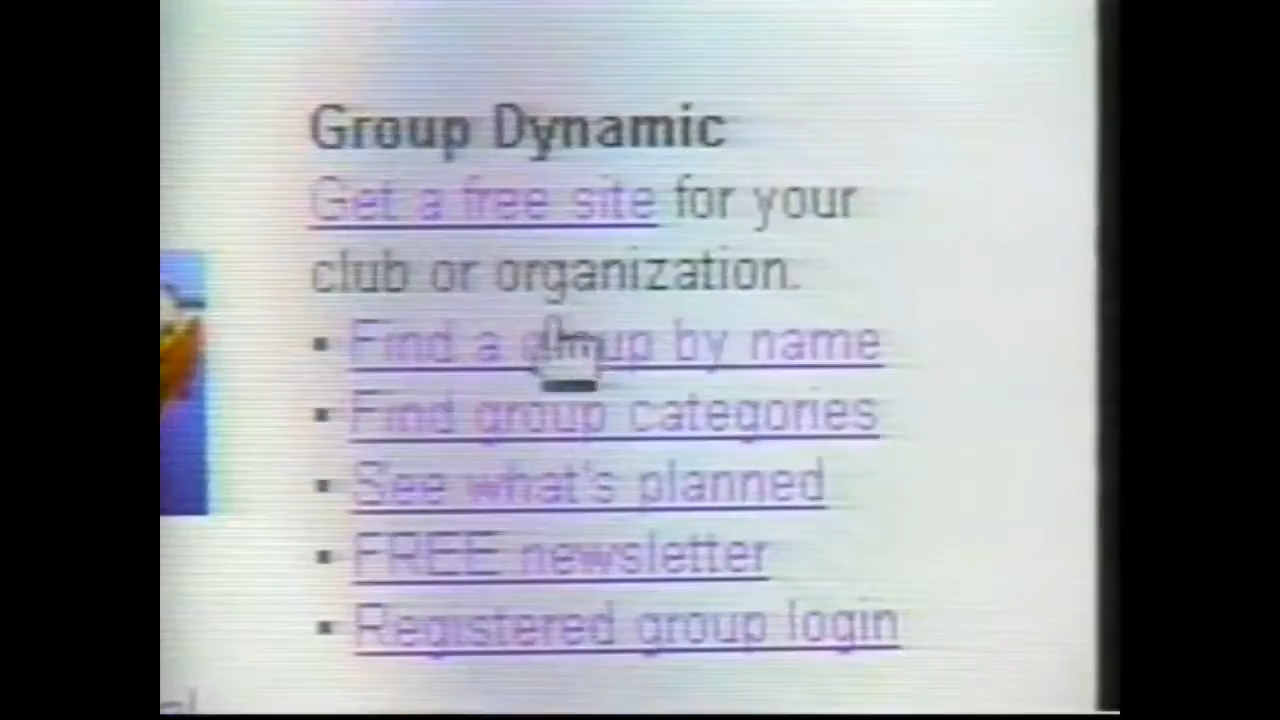 Group Dynamic
Get a free site for your
club or organization.
▪ Find a group by name
▪ Find group categories
▪ See what's planned
▪ FREE newsletter
▪ Registered group login